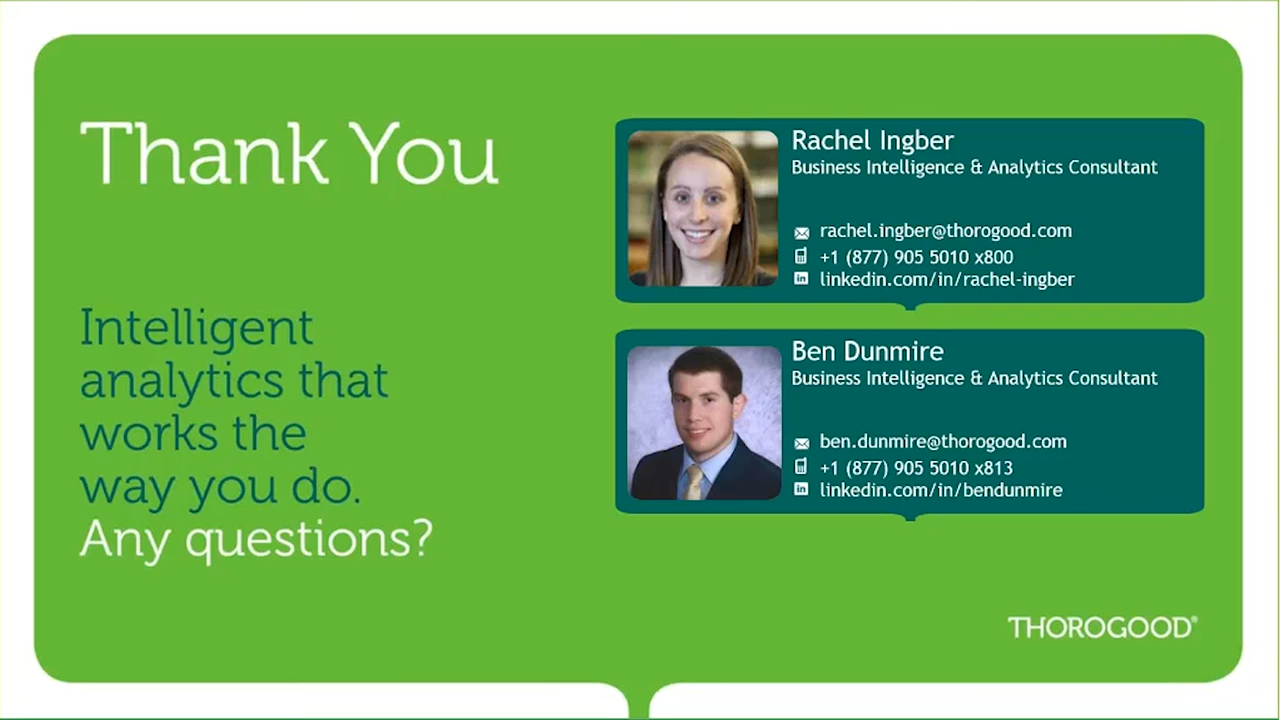 Thank You
Intelligent
analytics that
works the
way you do.
Any questions?
Rachel Ingber
Business Intelligence & Analytics Consultant
rachel.ingber@thorogood.com
+1 (877) 905 5010 x800
linkedin.com/in/rachel-ingber
Ben Dunmire
Business Intelligence & Analytics Consultant
ben.dunmire@thorogood.com
+1 (877) 905 5010 x813
linkedin.com/in/bendunmire
THOROGOOD®